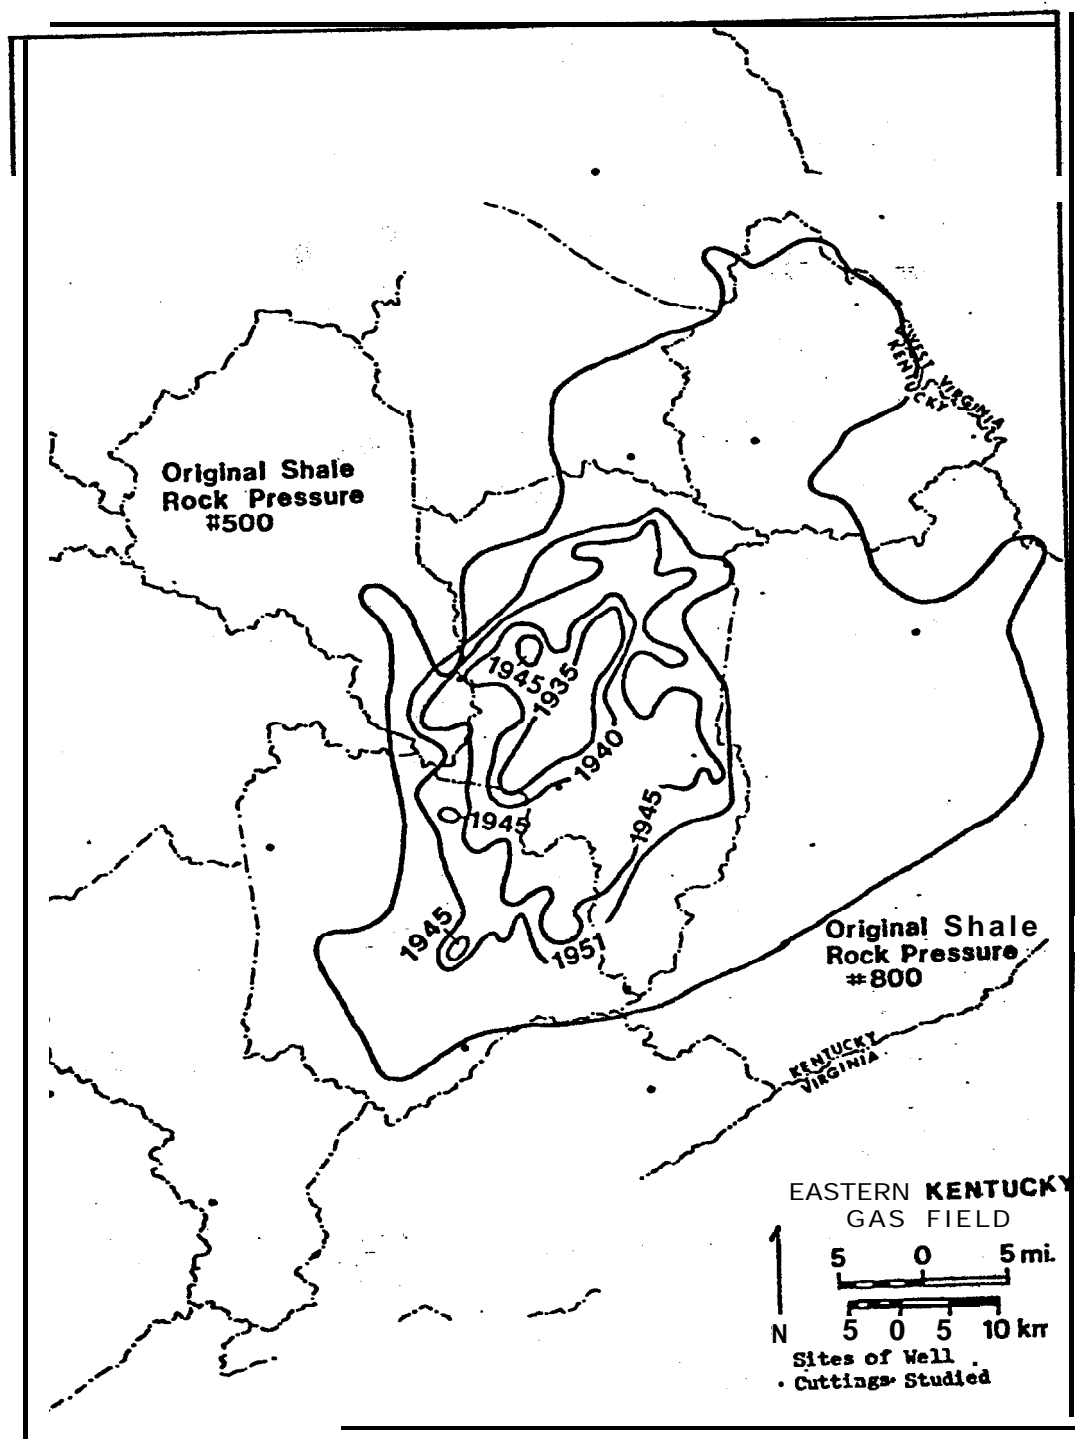 WEST VIRGINIA
KENTUCKY
Original Shale
Rock Pressure
#500
1945
1935
1940
1945
1945
1945
1951
Original Shale
Rock Pressure
#800
KENTUCKY
VIRGINIA
EASTERN KENTUCKY
GAS FIELD
5 0 5 mi.
5 0 5 10 km
N
Sites of Well
Cuttings Studied